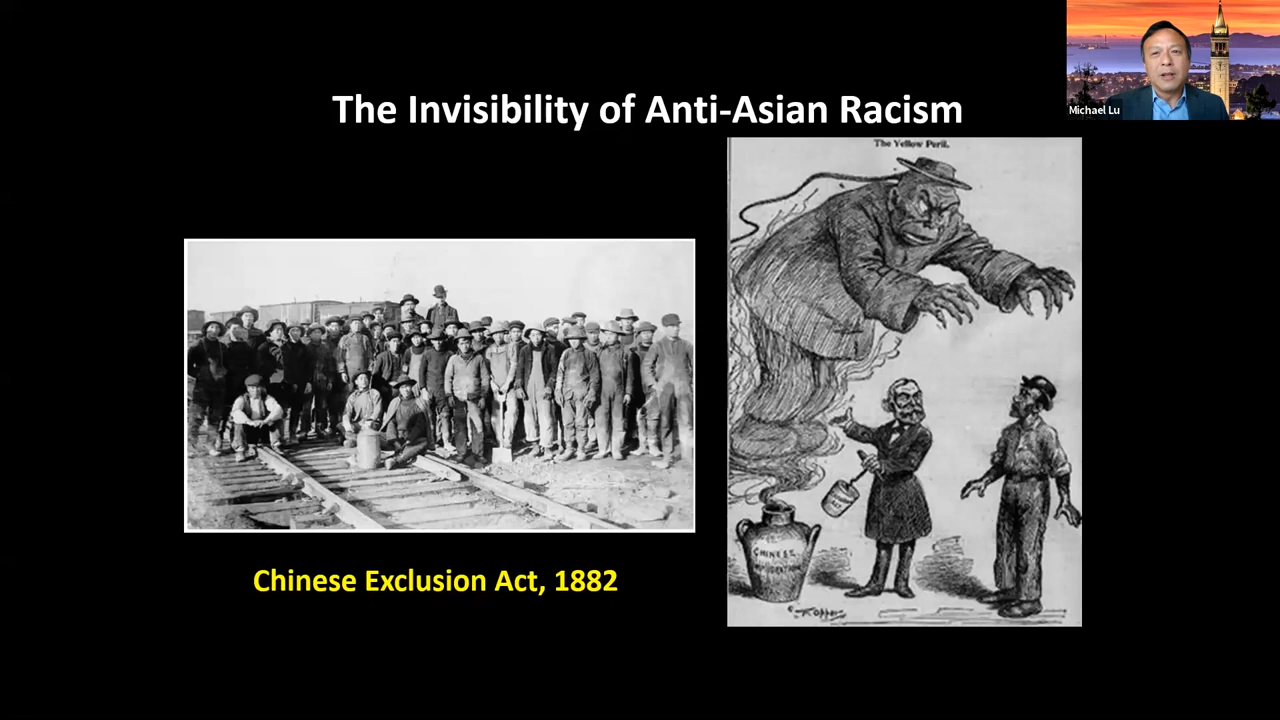 The Invisibility of Anti-Asian Racism
Michael Lu
The Yellow Peril.
CHINESE
Chinese Exclusion Act, 1882